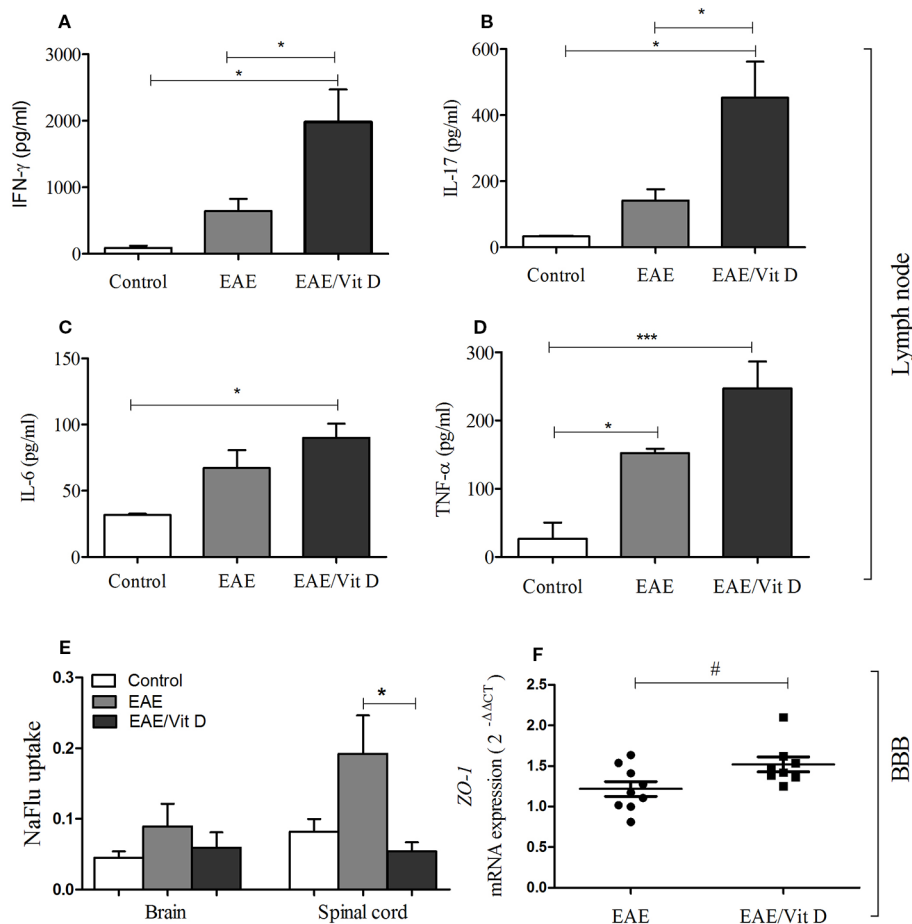 A
IFN-γ (pg/ml)
3000
2000
1000
0
*
*
Control
EAE
EAE/Vit D
B
IL-17 (pg/ml)
600
400
200
0
*
*
Control
EAE
EAE/Vit D
C
IL-6 (pg/ml)
150
100
50
0
*
Control
EAE
EAE/Vit D
D
TNF-α (pg/ml)
300
200
100
0
***
*
Control
EAE
EAE/Vit D
Lymph node
E
NaFlu uptake
0.3
0.2
0.1
0.0
Control
EAE
EAE/Vit D
*
Brain
Spinal cord
F
ZO-1
mRNA expression ( 2 -ΔΔCT )
2.5
2.0
1.5
1.0
0.5
0.0
#
EAE
EAE/Vit D
BBB